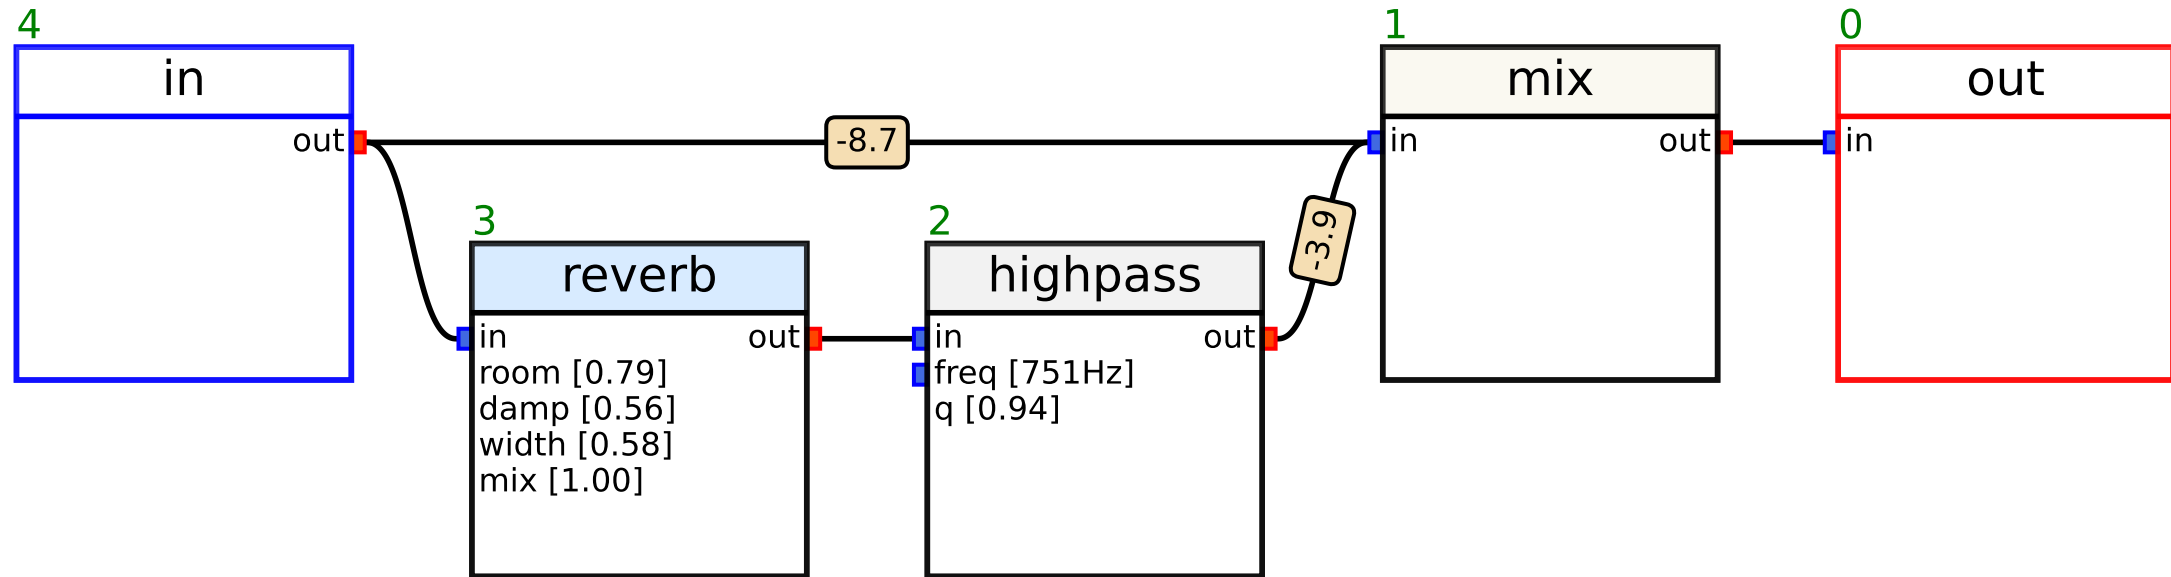 4
in
out
-8.7
3
reverb
in
out
room [0.79]
damp [0.56]
width [0.58]
mix [1.00]
2
highpass
in
out
freq [751Hz]
q [0.94]
-3.9
1
mix
in
out
0
out
in